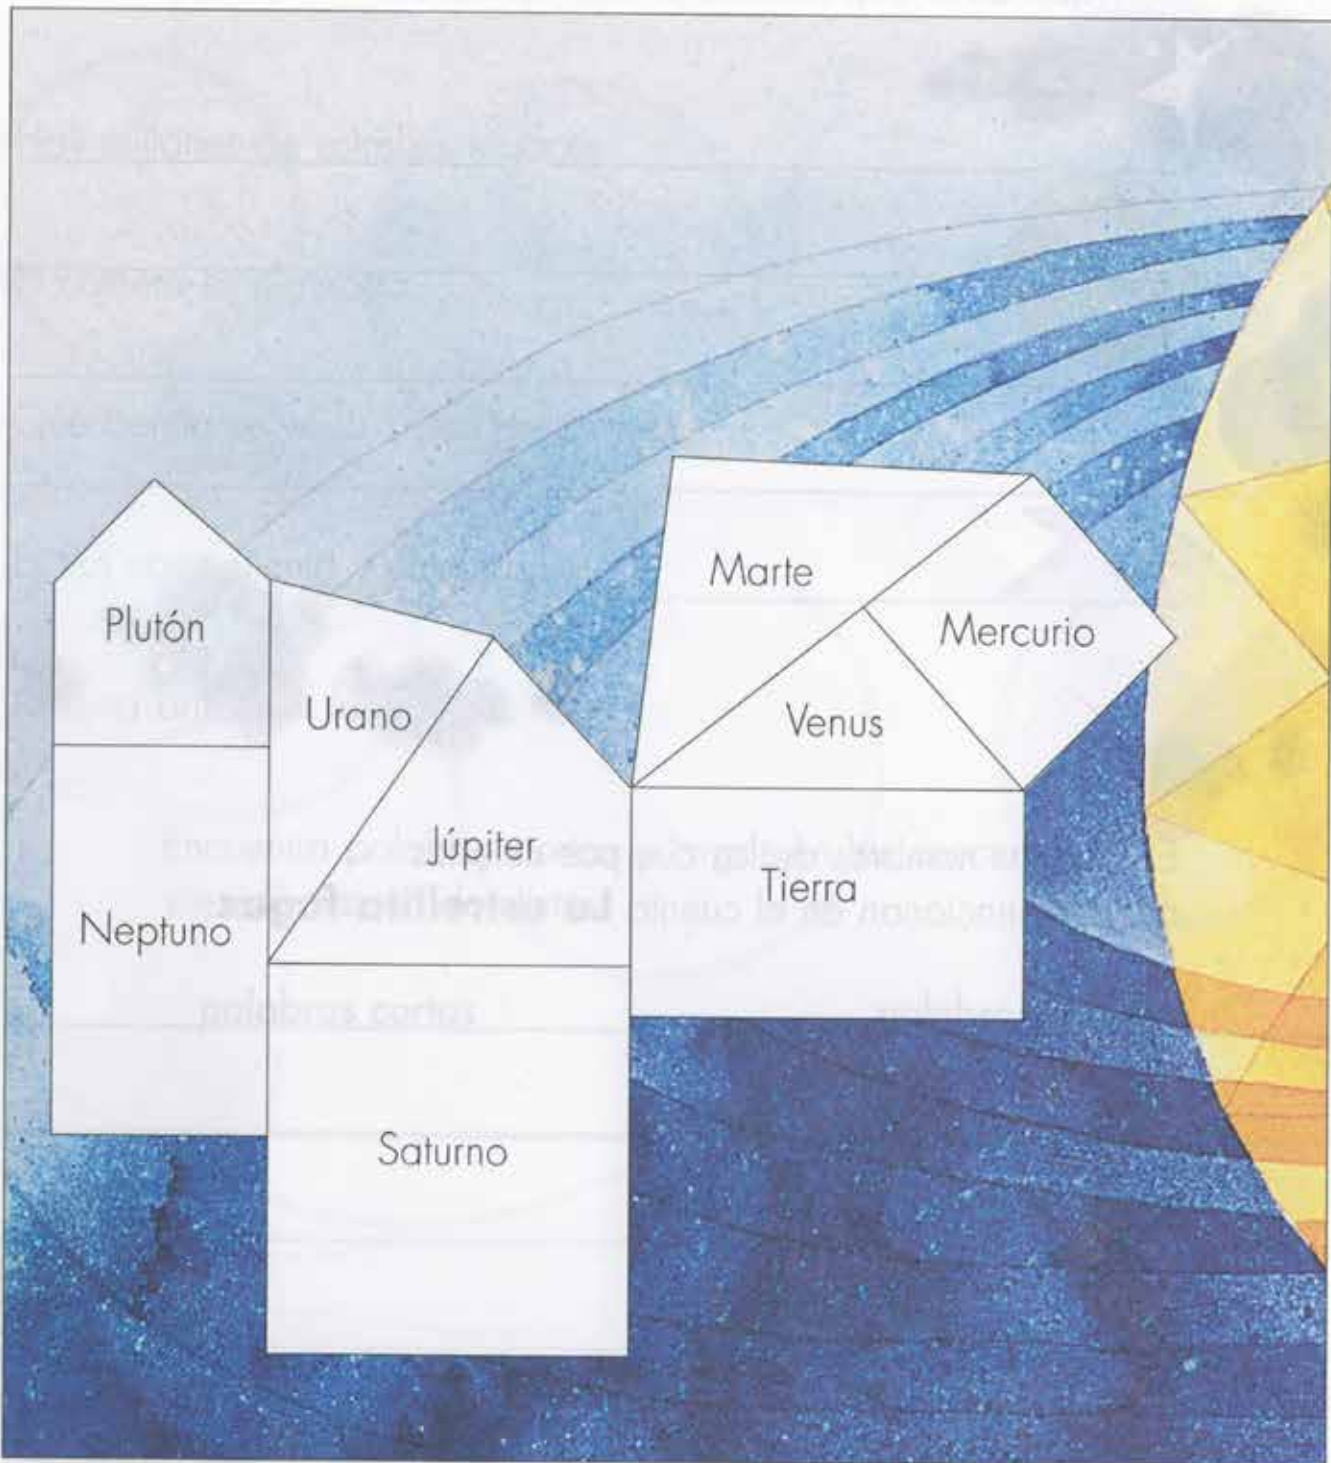 Marte
Plutón
Mercurio
Urano
Venus
Júpiter
Tierra
Neptuno
Saturno